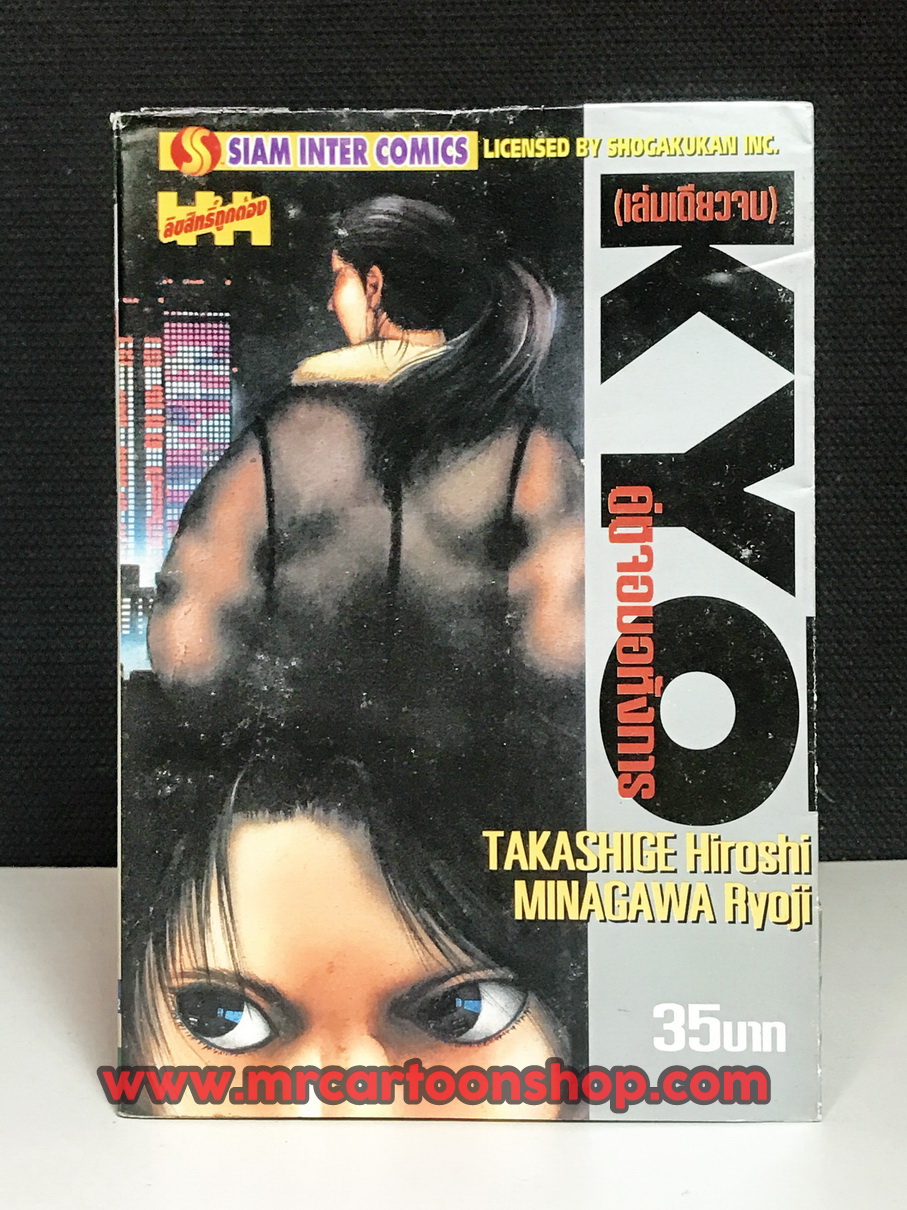 SIAM INTER COMICS
LICENSED BY SHOGAKUKAN INC.
ลิขสิทธิ์ถูกต้อง
(เล่มเดียวจบ)
KYO
คู่ซ่าจอมอหังการ
TAKASHIGE Hiroshi
MINAGAWA Ryoji
35บาท
www.mrcartoonshop.com